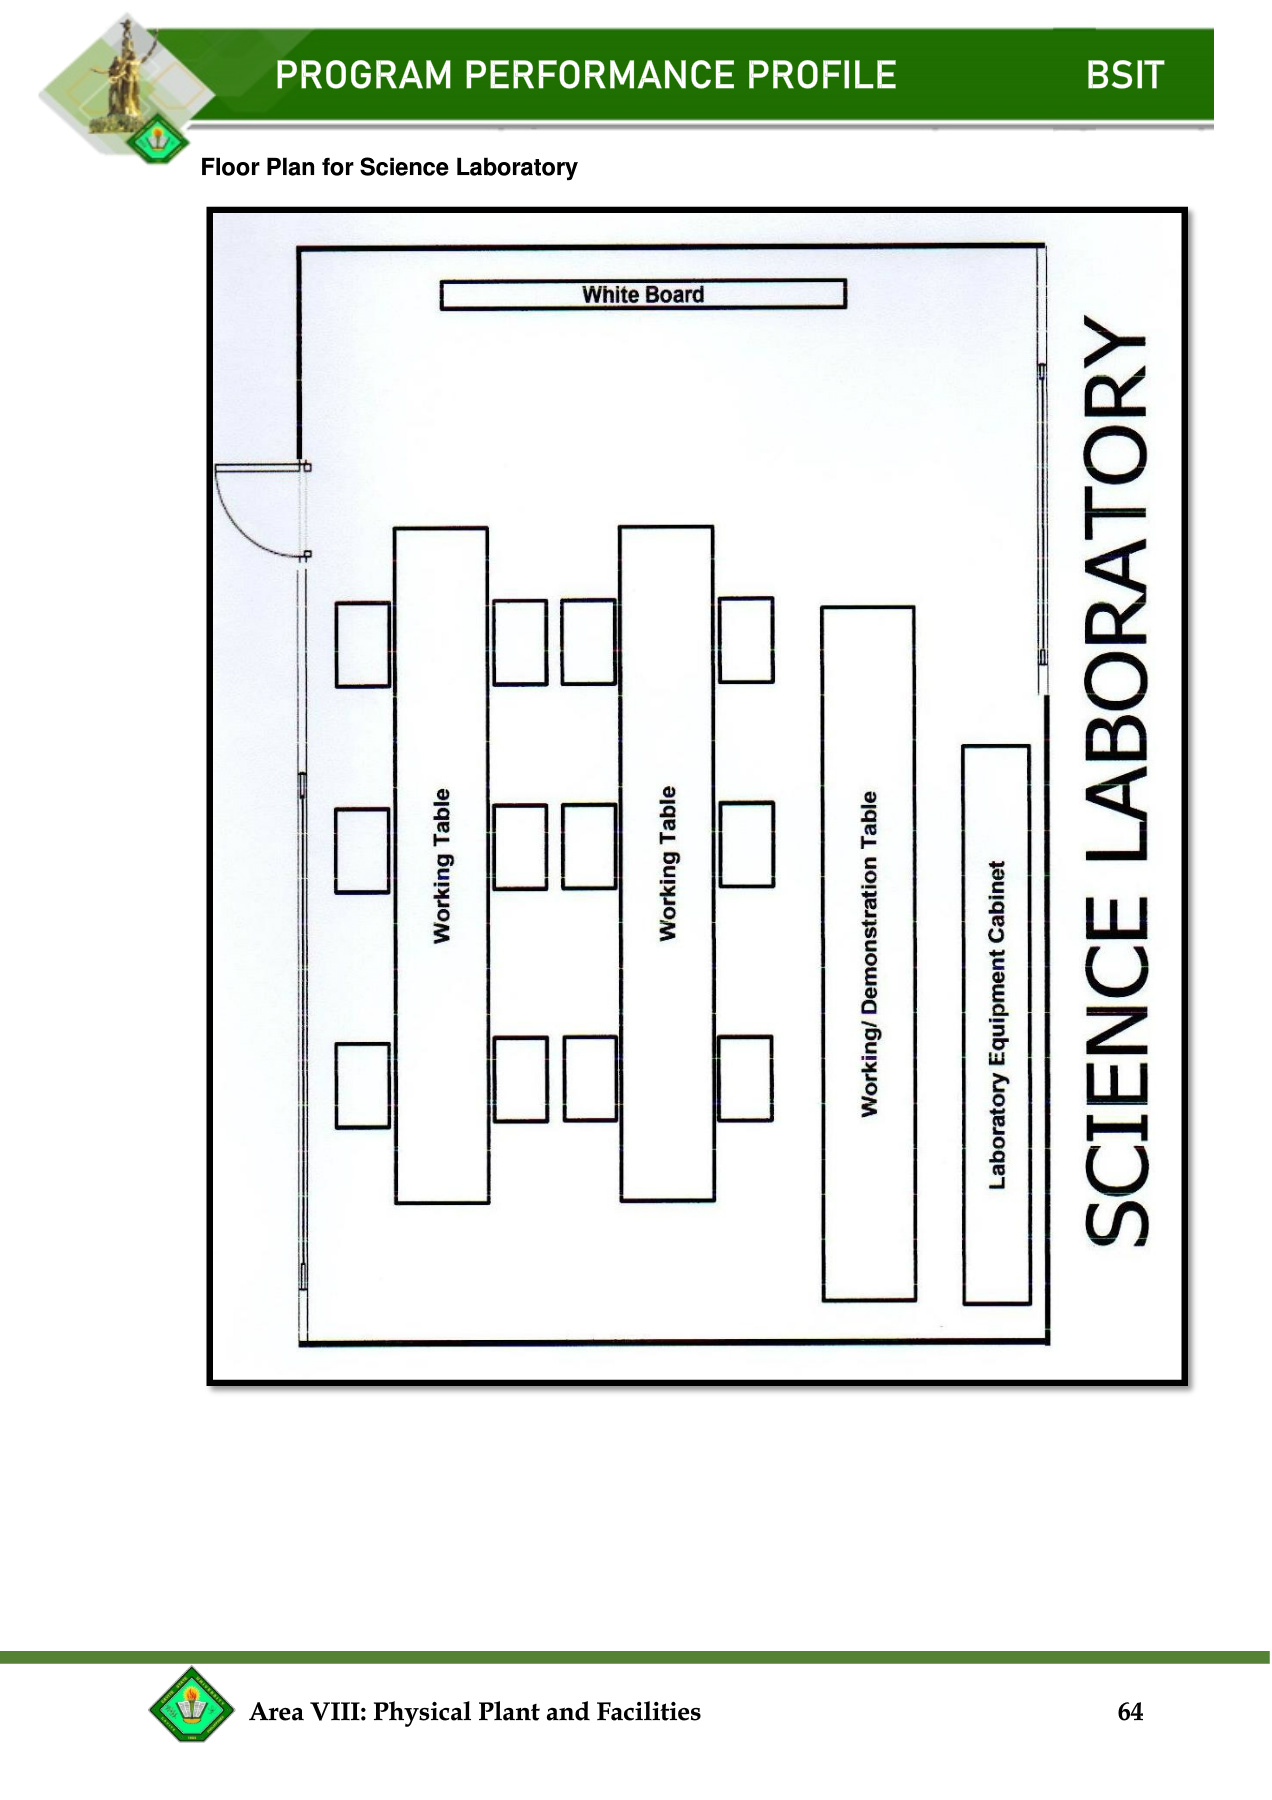 PROGRAM PERFORMANCE PROFILE BSIT
Floor Plan for Science Laboratory
White Board
Working Table
Working Table
Working/ Demonstration Table
Laboratory Equipment Cabinet
SCIENCE LABORATORY
Area VIII: Physical Plant and Facilities 64